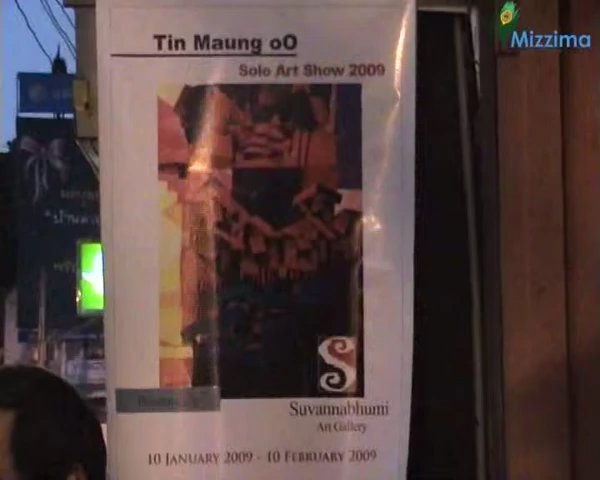 Mizzima
Tin Maung oO
Solo Art Show 2009
Suvannabhumi
Art Gallery
10 January 2009 - 10 February 2009